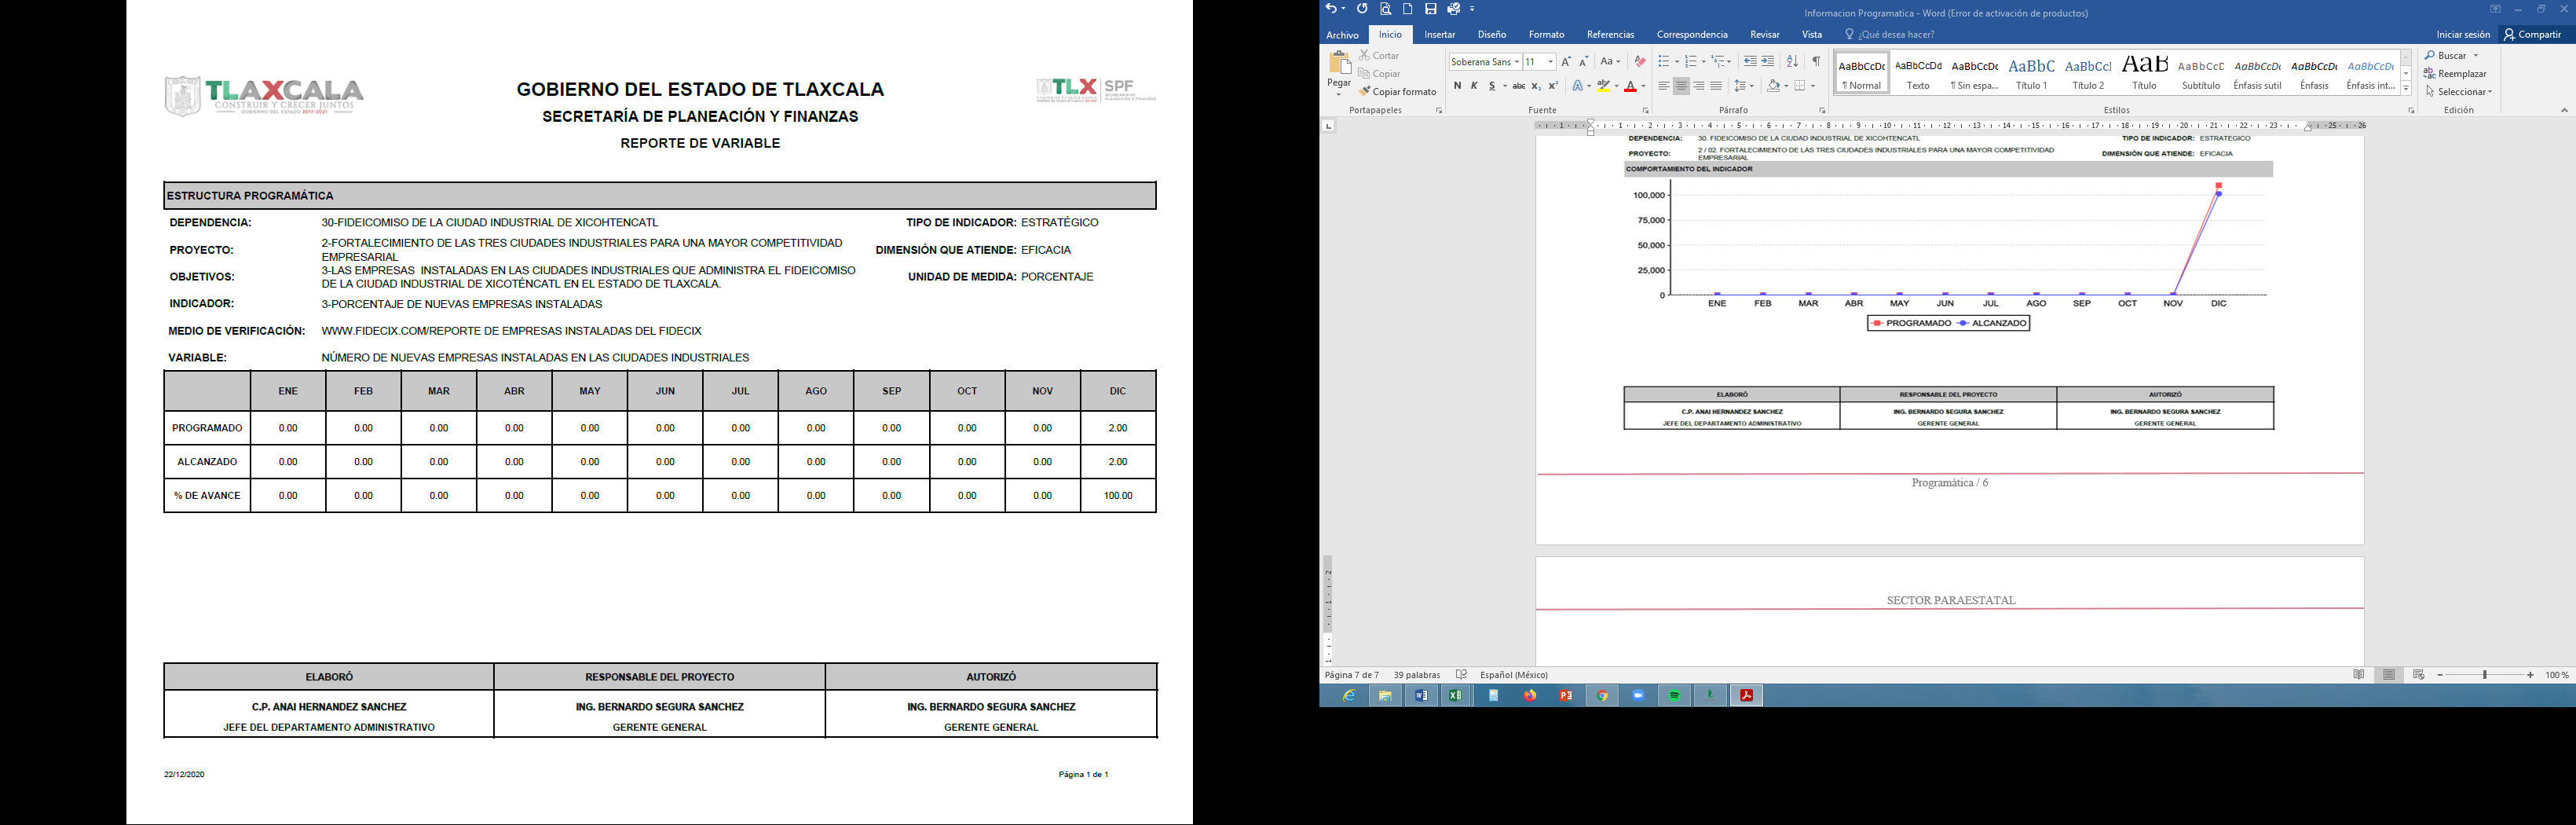 TLAXCALA
CONSTRUIR Y CRECER JUNTOS
GOBIERNO DEL ESTADO 2017-2021
GOBIERNO DEL ESTADO DE TLAXCALA
SECRETARÍA DE PLANEACIÓN Y FINANZAS
REPORTE DE VARIABLE
TLX SPF
ESTRUCTURA PROGRAMÁTICA
DEPENDENCIA: 30-FIDEICOMISO DE LA CIUDAD INDUSTRIAL DE XICOHTENCATL TIPO DE INDICADOR: ESTRATÉGICO
PROYECTO: 2-FORTALECIMIENTO DE LAS TRES CIUDADES INDUSTRIALES PARA UNA MAYOR COMPETITIVIDAD EMPRESARIAL DIMENSIÓN QUE ATIENDE: EFICACIA
OBJETIVOS: 3-LAS EMPRESAS INSTALADAS EN LAS CIUDADES INDUSTRIALES QUE ADMINISTRA EL FIDEICOMISO DE LA CIUDAD INDUSTRIAL DE XICOTÉNCATL EN EL ESTADO DE TLAXCALA. UNIDAD DE MEDIDA: PORCENTAJE
INDICADOR: 3-PORCENTAJE DE NUEVAS EMPRESAS INSTALADAS
MEDIO DE VERIFICACIÓN: WWW.FIDECIX.COM/REPORTE DE EMPRESAS INSTALADAS DEL FIDECIX
VARIABLE: NÚMERO DE NUEVAS EMPRESAS INSTALADAS EN LAS CIUDADES INDUSTRIALES
ENE FEB MAR ABR MAY JUN JUL AGO SEP OCT NOV DIC
PROGRAMADO 0.00 0.00 0.00 0.00 0.00 0.00 0.00 0.00 0.00 0.00 0.00 2.00
ALCANZADO 0.00 0.00 0.00 0.00 0.00 0.00 0.00 0.00 0.00 0.00 0.00 2.00
% DE AVANCE 0.00 0.00 0.00 0.00 0.00 0.00 0.00 0.00 0.00 0.00 0.00 100.00
ELABORÓ RESPONSABLE DEL PROYECTO AUTORIZÓ
C.P. ANAI HERNANDEZ SANCHEZ ING. BERNARDO SEGURA SANCHEZ ING. BERNARDO SEGURA SANCHEZ
JEFE DEL DEPARTAMENTO ADMINISTRATIVO GERENTE GENERAL GERENTE GENERAL
22/12/2020 Página 1 de 1
Informacion Programatica - Word (Error de activación de productos)
Archivo Inicio Insertar Diseño Formato Referencias Correspondencia Revisar Vista ¿Qué desea hacer? Iniciar sesión Compartir
Pegar
Cortar
Copiar
Copiar formato
Soberana Sans 11
N K S abc x₂ x²
AaBbCcDc AaBbCcDd AaBbCcDc AaBbC AaBbCcl AaB AaBbCcC AaBbCcDt AaBbCcDt AaBbCcDt
¶ Normal Texto ¶ Sin espa... Título 1 Título 2 Título Subtítulo Énfasis sutil Énfasis Énfasis int...
Buscar
Reemplazar
Seleccionar
Portapapeles Fuente Párrafo Estilos Edición
DEPENDENCIA: 30. FIDEICOMISO DE LA CIUDAD INDUSTRIAL DE XICOHTENCATL TIPO DE INDICADOR: ESTRATEGICO
PROYECTO: 2 / 02. FORTALECIMIENTO DE LAS TRES CIUDADES INDUSTRIALES PARA UNA MAYOR COMPETITIVIDAD EMPRESARIAL DIMENSIÓN QUE ATIENDE: EFICACIA
COMPORTAMIENTO DEL INDICADOR
100,000
75,000
50,000
25,000
0
ENE FEB MAR ABR MAY JUN JUL AGO SEP OCT NOV DIC
PROGRAMADO ALCANZADO
ELABORÓ RESPONSABLE DEL PROYECTO AUTORIZÓ
C.P. ANAI HERNANDEZ SANCHEZ ING. BERNARDO SEGURA SANCHEZ ING. BERNARDO SEGURA SANCHEZ
JEFE DEL DEPARTAMENTO ADMINISTRATIVO GERENTE GENERAL GERENTE GENERAL
Programática / 6
SECTOR PARAESTATAL
Página 7 de 7 39 palabras Español (México) 100 %